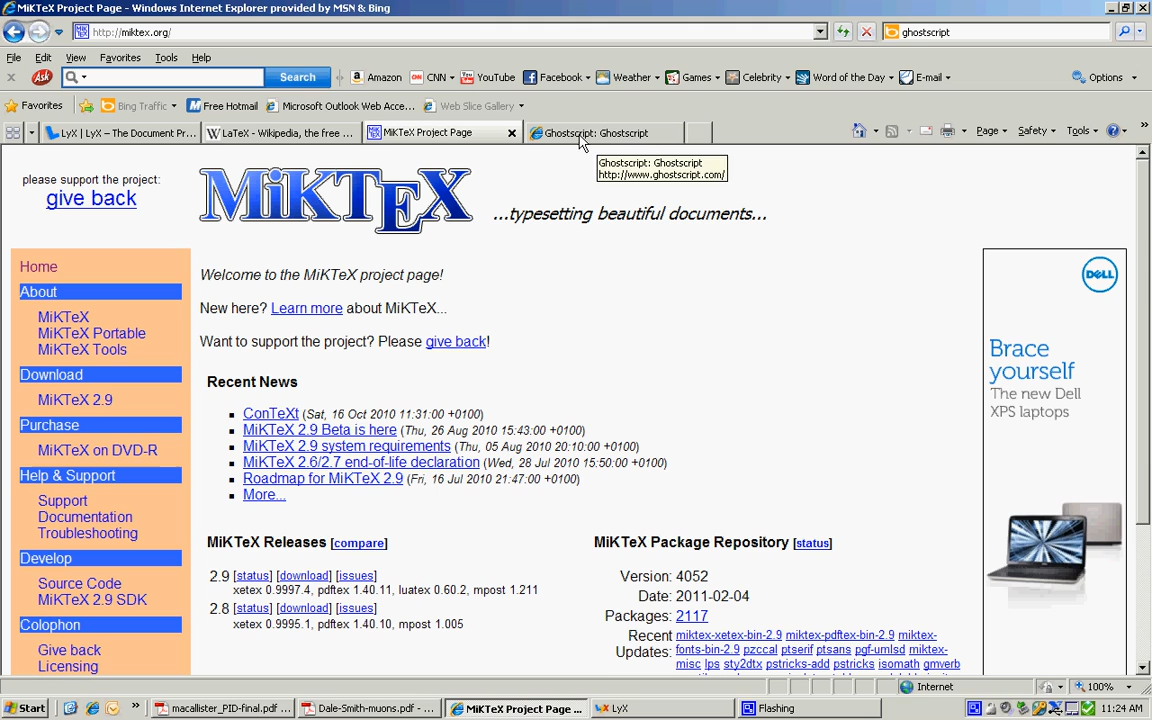 MiKTeX Project Page - Windows Internet Explorer provided by MSN & Bing
http://miktex.org/
ghostscript
File Edit View Favorites Tools Help
Ask Search Amazon CNN YouTube Facebook Weather Games Celebrity Word of the Day E-mail Options
Favorites Bing Traffic Free Hotmail Microsoft Outlook Web Acce... Web Slice Gallery
LyX | LyX – The Document Pr... LaTeX - Wikipedia, the free ... MiKTeX Project Page Ghostscript: Ghostscript Page Safety Tools
Ghostscript: Ghostscript
http://www.ghostscript.com/
please support the project:
give back
MiKTEX
...typesetting beautiful documents...
Home
About
MiKTeX
MiKTeX Portable
MiKTeX Tools
Download
MiKTeX 2.9
Purchase
MiKTeX on DVD-R
Help & Support
Support
Documentation
Troubleshooting
Develop
Source Code
MiKTeX 2.9 SDK
Colophon
Give back
Licensing
Welcome to the MiKTeX project page!
New here? Learn more about MiKTeX...
Want to support the project? Please give back!
Recent News
ConTeXt (Sat, 16 Oct 2010 11:31:00 +0100)
MiKTeX 2.9 Beta is here (Thu, 26 Aug 2010 15:43:00 +0100)
MiKTeX 2.9 system requirements (Thu, 05 Aug 2010 20:10:00 +0100)
MiKTeX 2.6/2.7 end-of-life declaration (Wed, 28 Jul 2010 15:50:00 +0100)
Roadmap for MiKTeX 2.9 (Fri, 16 Jul 2010 21:47:00 +0100)
More...
MiKTeX Releases [compare]
2.9 [status] [download] [issues]
xetex 0.9997.4, pdftex 1.40.11, luatex 0.60.2, mpost 1.211
2.8 [status] [download] [issues]
xetex 0.9995.1, pdftex 1.40.10, mpost 1.005
MiKTeX Package Repository [status]
Version: 4052
Date: 2011-02-04
Packages: 2117
Recent Updates: miktex-xetex-bin-2.9 miktex-pdftex-bin-2.9 miktex-
fonts-bin-2.9 pzccal ptserif ptsans pgf-umlsd miktex-
misc lps sty2dtx pstricks-add pstricks isomath gmverb
DELL
Brace
yourself
The new Dell
XPS laptops
Internet 100%
Start macallister_PID-final.pdf ... Dale-Smith-muons.pdf - ... MiKTeX Project Page ... LyX Flashing 11:24 AM